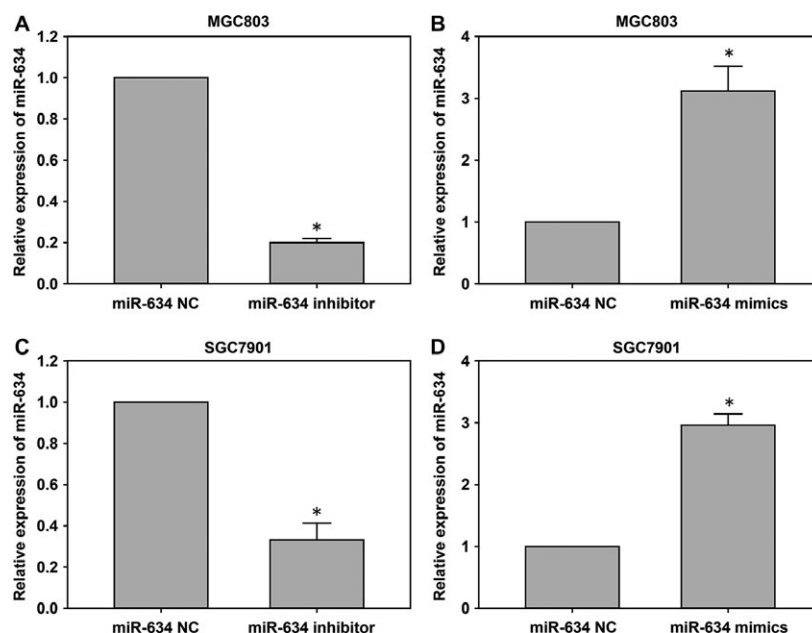 A
MGC803
Relative expression of miR-634
1.2
1.0
0.8
0.6
0.4
0.2
0.0
*
miR-634 NC
miR-634 inhibitor
B
MGC803
Relative expression of miR-634
4
3
2
1
0
*
miR-634 NC
miR-634 mimics
C
SGC7901
Relative expression of miR-634
1.2
1.0
0.8
0.6
0.4
0.2
0.0
*
miR-634 NC
miR-634 inhibitor
D
SGC7901
Relative expression of miR-634
4
3
2
1
0
*
miR-634 NC
miR-634 mimics